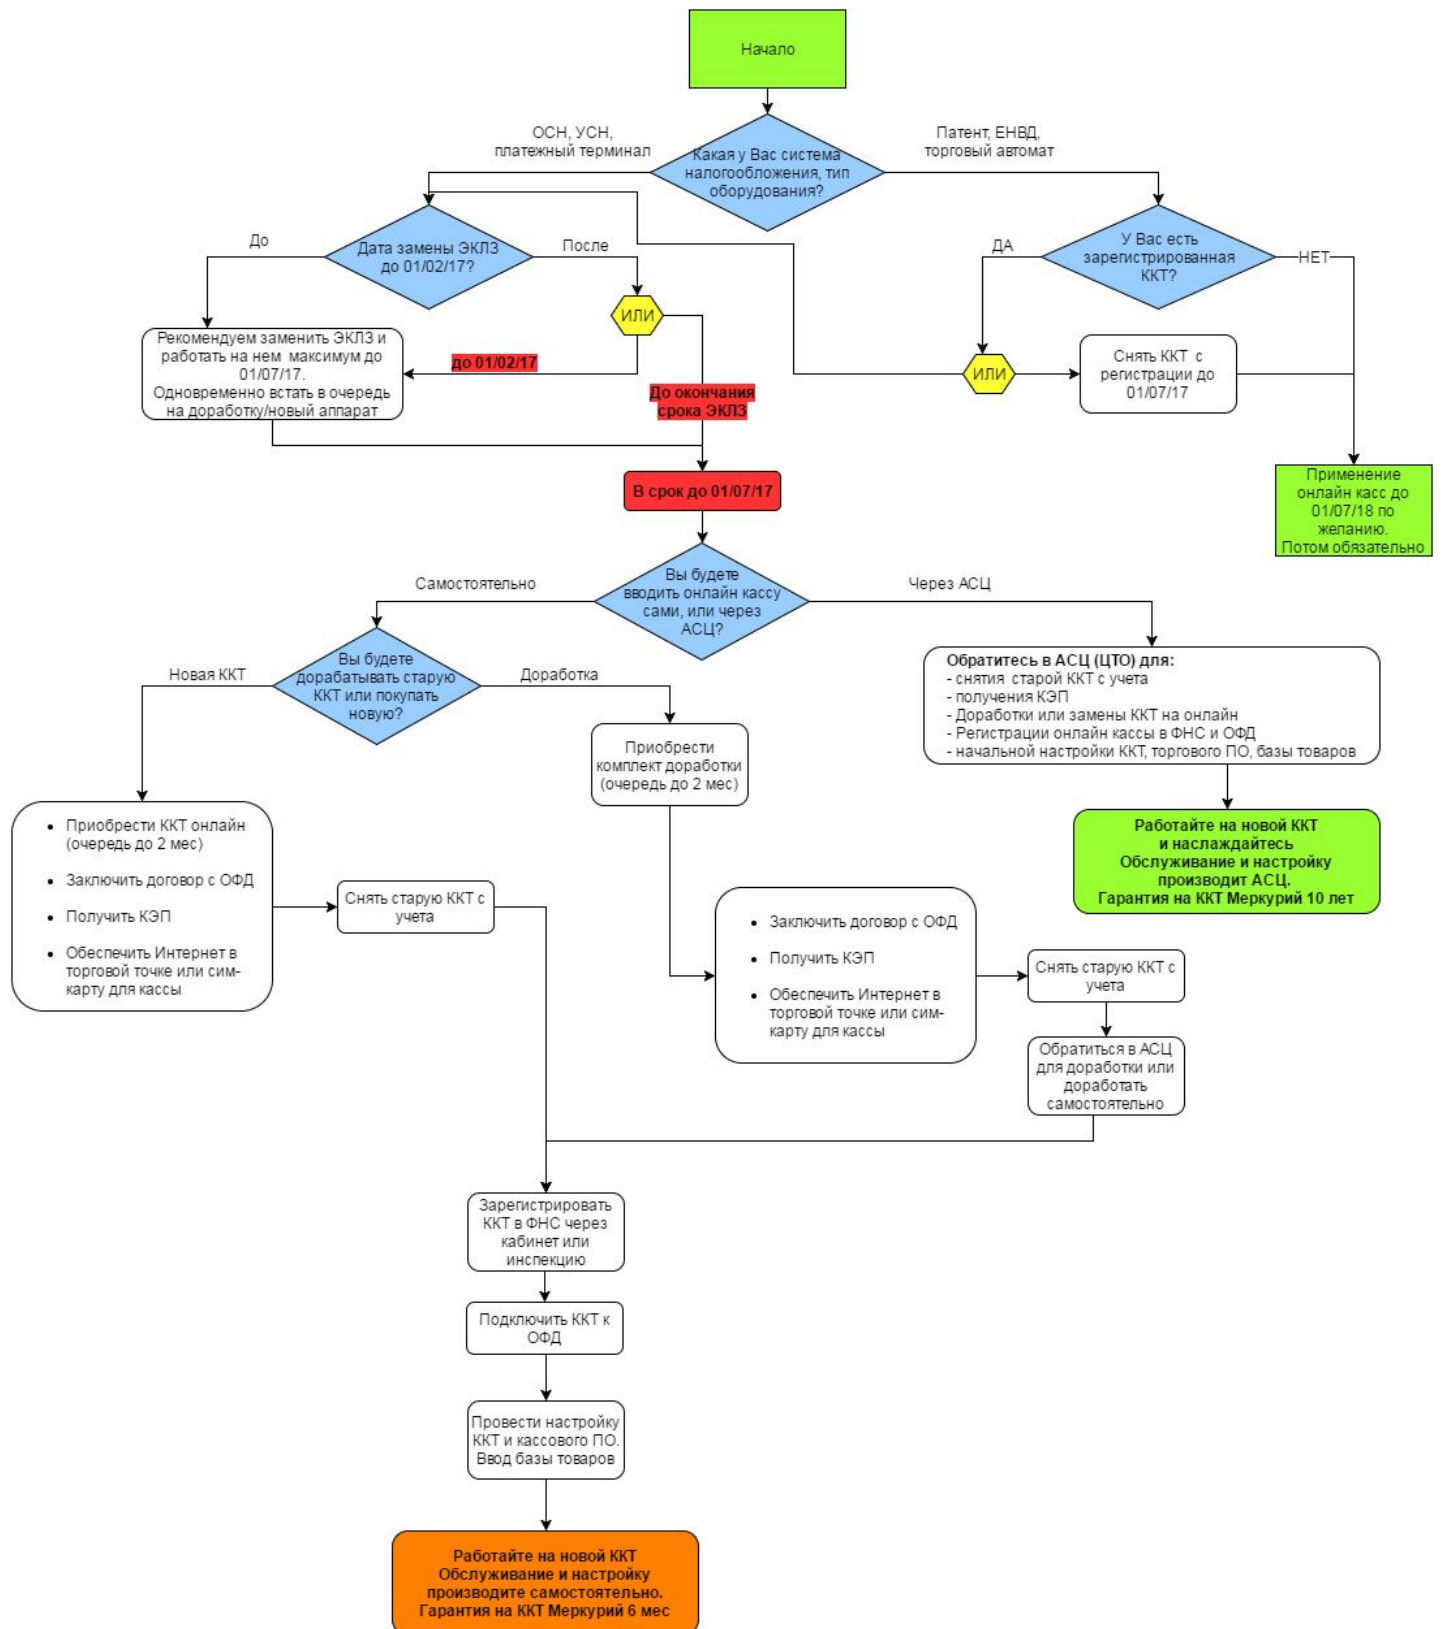 Начало
ОСН, УСН,
платежный терминал
Патент, ЕНВД,
торговый автомат
Какая у Вас система
налогообложения, тип
оборудования?
До
Дата замены ЭКЛЗ
до 01/02/17?
После
ДА
У Вас есть
зарегистрированная
ККТ?
НЕТ
ИЛИ
Рекомендуем заменить ЭКЛЗ и
работать на нем максимум до
01/07/17.
Одновременно встать в очередь
на доработку/новый аппарат
до 01/02/17
До окончания
срока ЭКЛЗ
ИЛИ
Снять ККТ с
регистрации до
01/07/17
В срок до 01/07/17
Применение
онлайн касс до
01/07/18 по
желанию.
Потом обязательно
Самостоятельно
Вы будете
вводить онлайн кассу
сами, или через
АСЦ?
Через АСЦ
Новая ККТ
Вы будете
дорабатывать старую
ККТ или покупать
новую?
Доработка
Обратитесь в АСЦ (ЦТО) для:
- снятия старой ККТ с учета
- получения КЭП
- Доработки или замены ККТ на онлайн
- Регистрации онлайн кассы в ФНС и ОФД
- начальной настройки ККТ, торгового ПО, базы товаров
Приобрести
комплект доработки
(очередь до 2 мес)
Работайте на новой ККТ
и наслаждайтесь
Обслуживание и настройку
производит АСЦ.
Гарантия на ККТ Меркурий 10 лет
• Приобрести ККТ онлайн
(очередь до 2 мес)
• Заключить договор с ОФД
• Получить КЭП
• Обеспечить Интернет в
торговой точке или сим-
карту для кассы
Снять старую ККТ с
учета
• Заключить договор с ОФД
• Получить КЭП
• Обеспечить Интернет в
торговой точке или сим-
карту для кассы
Снять старую ККТ с
учета
Обратиться в АСЦ
для доработки или
доработать
самостоятельно
Зарегистрировать
ККТ в ФНС через
кабинет или
инспекцию
Подключить ККТ к
ОФД
Провести настройку
ККТ и кассового ПО.
Ввод базы товаров
Работайте на новой ККТ
Обслуживание и настройку
производите самостоятельно.
Гарантия на ККТ Меркурий 6 мес